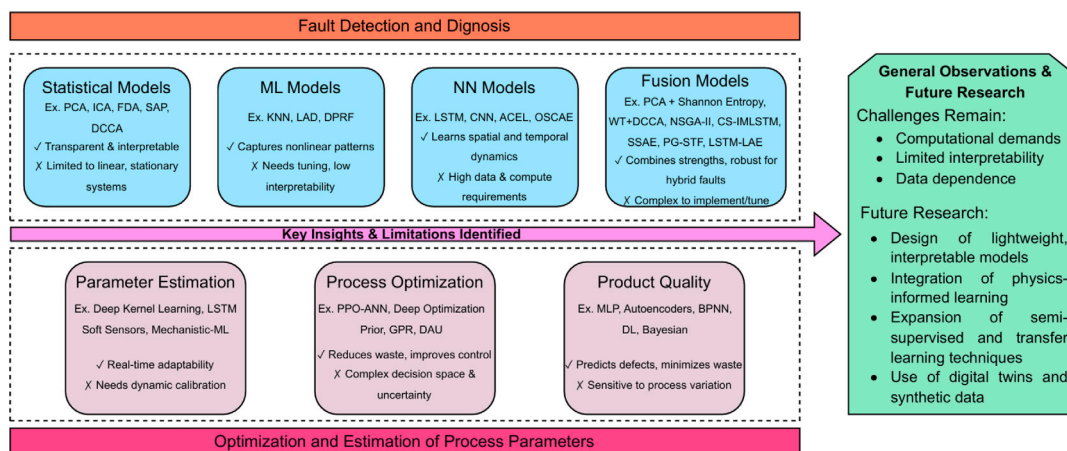 Fault Detection and Dignosis
Statistical Models
Ex. PCA, ICA, FDA, SAP,
DCCA
✓ Transparent & interpretable
✗ Limited to linear, stationary
systems
ML Models
Ex. KNN, LAD, DPRF
✓ Captures nonlinear patterns
✗ Needs tuning, low
interpretability
NN Models
Ex. LSTM, CNN, ACEL, OSCAE
✓ Learns spatial and temporal
dynamics
✗ High data & compute
requirements
Fusion Models
Ex. PCA + Shannon Entropy,
WT+DCCA, NSGA-II, CS-IMLSTM,
SSAE, PG-STF, LSTM-LAE
✓ Combines strengths, robust for
hybrid faults
✗ Complex to implement/tune
Key Insights & Limitations Identified
Parameter Estimation
Ex. Deep Kernel Learning, LSTM
Soft Sensors, Mechanistic-ML
✓ Real-time adaptability
✗ Needs dynamic calibration
Process Optimization
Ex. PPO-ANN, Deep Optimization
Prior, GPR, DAU
✓ Reduces waste, improves control
✗ Complex decision space &
uncertainty
Product Quality
Ex. MLP, Autoencoders, BPNN,
DL, Bayesian
✓ Predicts defects, minimizes waste
✗ Sensitive to process variation
Optimization and Estimation of Process Parameters
General Observations &
Future Research
Challenges Remain:
• Computational demands
• Limited interpretability
• Data dependence
Future Research:
• Design of lightweight,
interpretable models
• Integration of physics-
informed learning
• Expansion of semi-
supervised and transfer
learning techniques
• Use of digital twins and
synthetic data